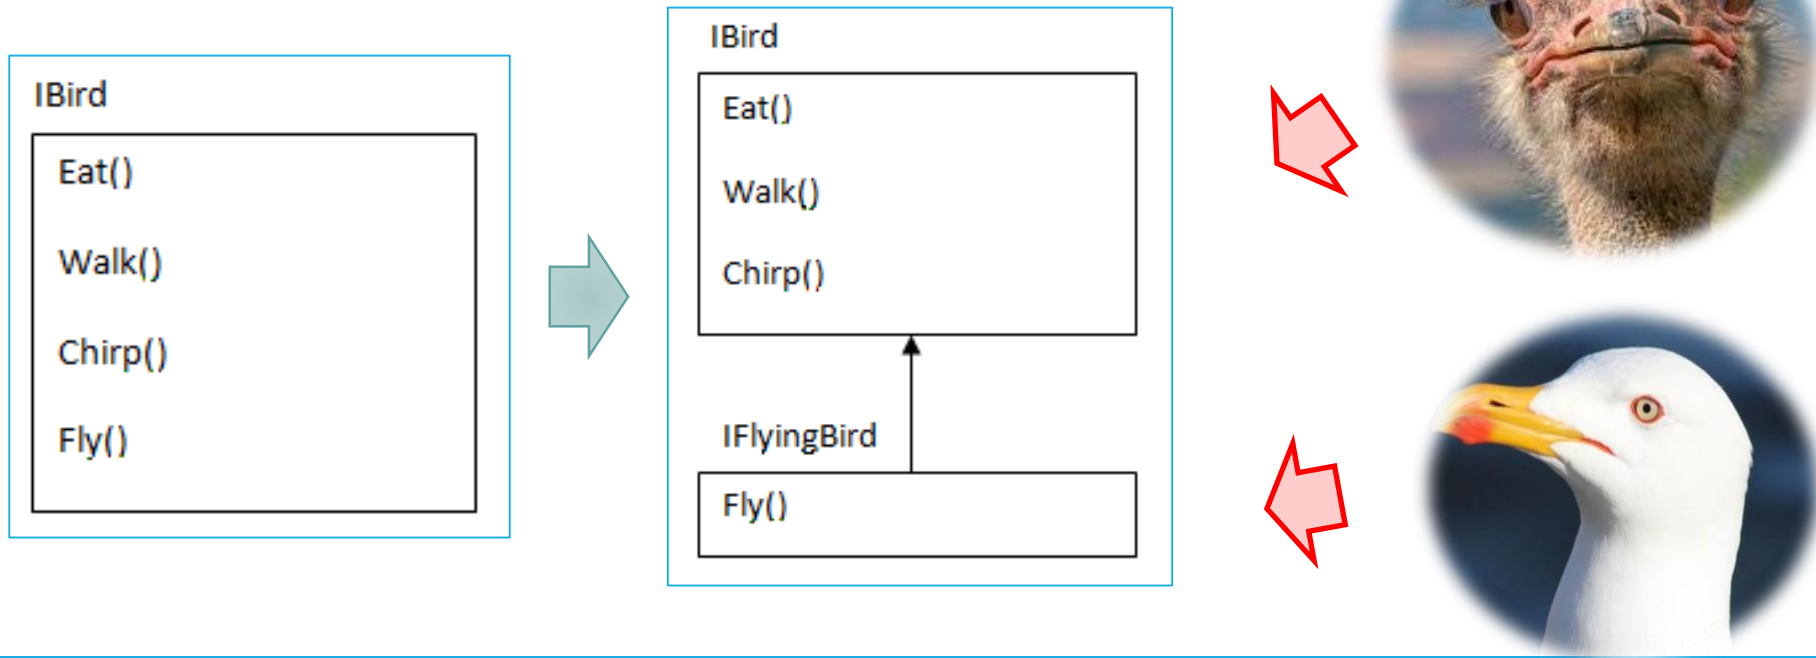 IBird
Eat()
Walk()
Chirp()
Fly()
IBird
Eat()
Walk()
Chirp()
IFlyingBird
Fly()